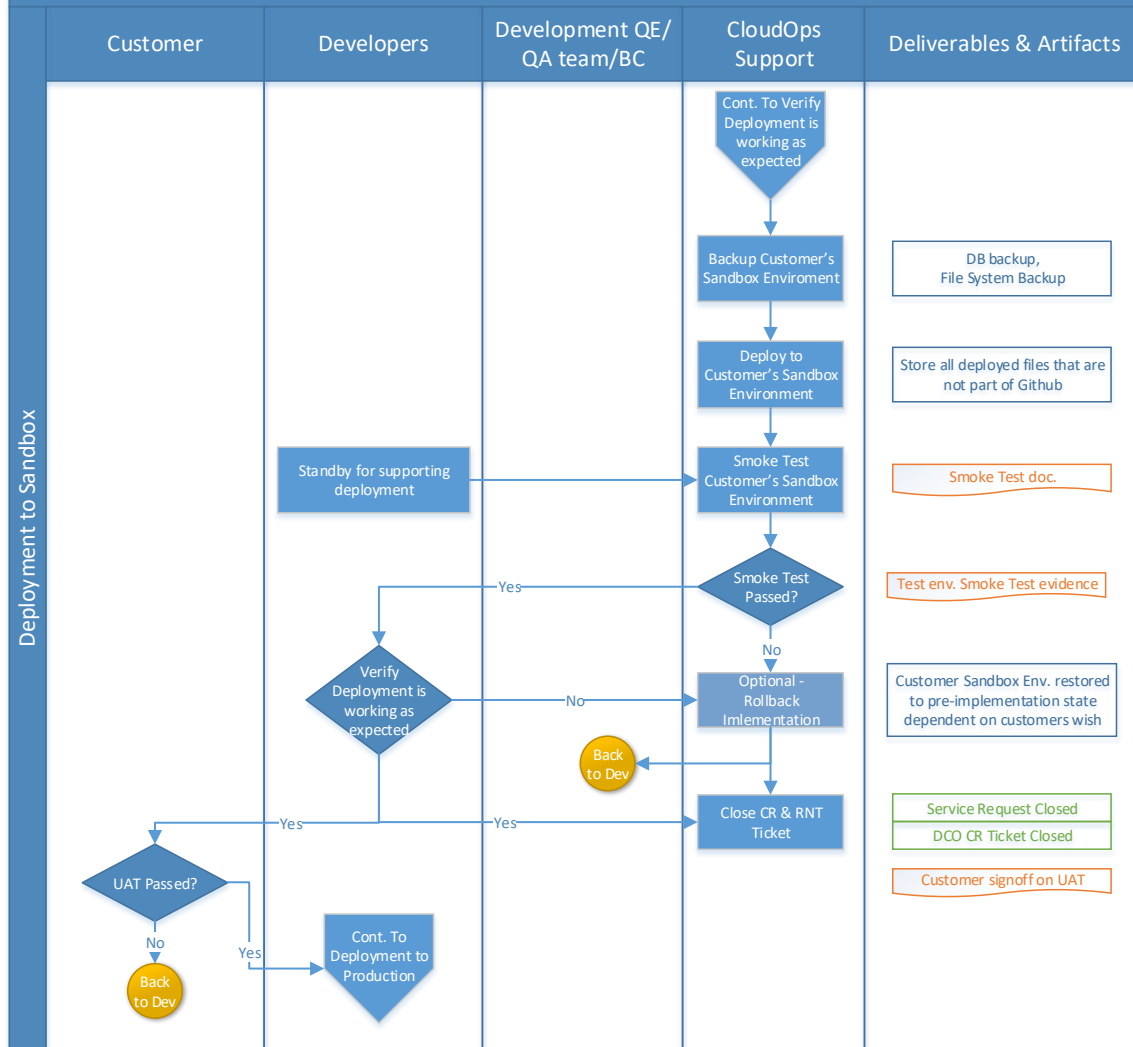 Customer
Developers
Development QE/
QA team/BC
CloudOps
Support
Deliverables & Artifacts
Deployment to Sandbox
Cont. To Verify
Deployment is
working as
expected
Backup Customer's
Sandbox Enviroment
DB backup,
File System Backup
Deploy to
Customer's Sandbox
Environment
Store all deployed files that are
not part of Github
Standby for supporting
deployment
Smoke Test
Customer's Sandbox
Environment
Smoke Test doc.
Smoke Test
Passed?
Yes
Test env. Smoke Test evidence
No
Verify
Deployment is
working as
expected
No
Optional -
Rollback
Imlementation
Customer Sandbox Env. restored
to pre-implementation state
dependent on customers wish
Back
to Dev
Yes
Yes
Close CR & RNT
Ticket
Service Request Closed
DCO CR Ticket Closed
UAT Passed?
Customer signoff on UAT
No
Yes
Cont. To
Deployment to
Production
Back
to Dev